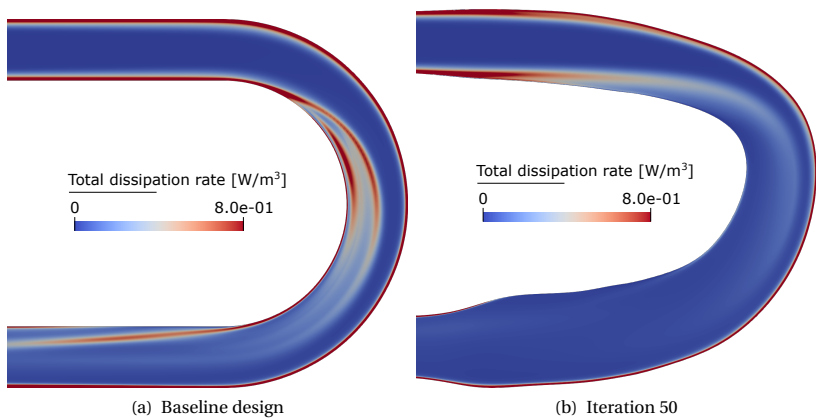 Total dissipation rate [W/m³]
0 8.0e-01
Total dissipation rate [W/m³]
0 8.0e-01
(a) Baseline design
(b) Iteration 50